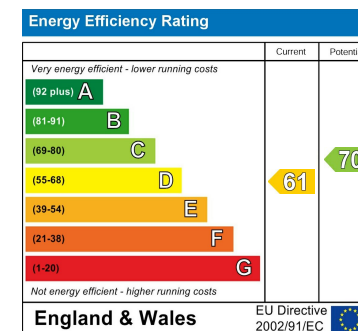 Energy Efficiency Rating
Current
Very energy efficient - lower running costs
(92 plus) A
(81-91) B
(69-80) C
70
(55-68) D
61
(39-54) E
(21-38) F
(1-20) G
Not energy efficient - higher running costs
England & Wales
EU Directive
2002/91/EC